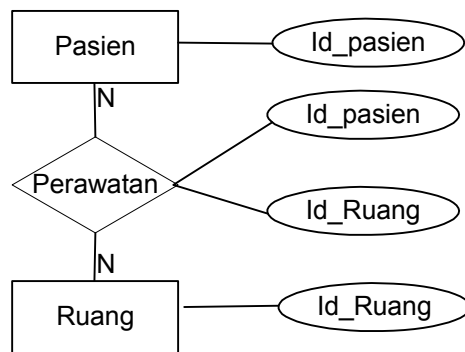 Pasien
Id_pasien
N
Id_pasien
Perawatan
Id_Ruang
N
Ruang
Id_Ruang